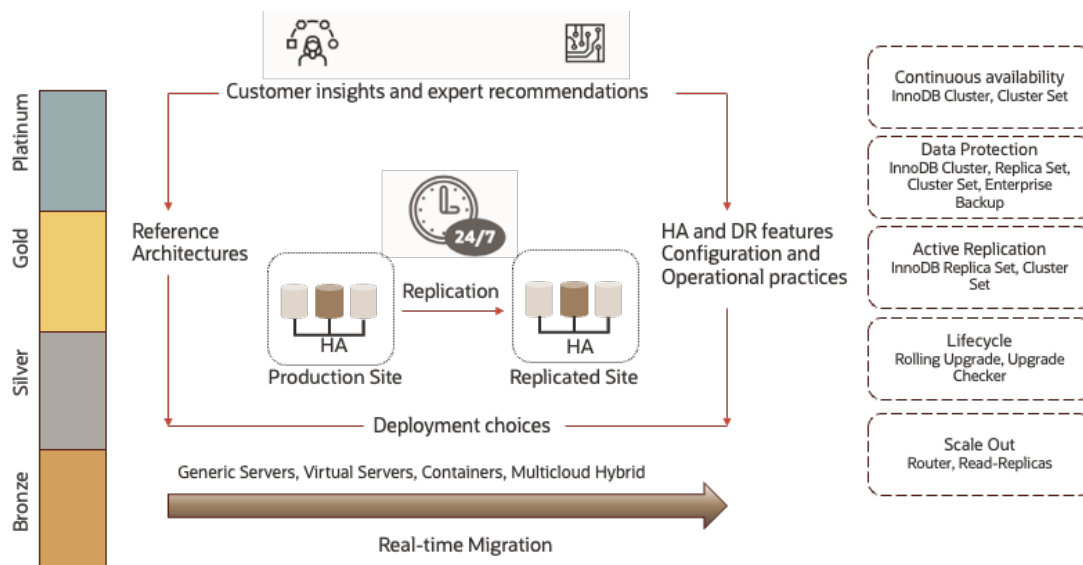 Customer insights and expert recommendations
Platinum
Gold
Silver
Bronze
Reference
Architectures
24/7
HA and DR features
Configuration and
Operational practices
Replication
HA
Production Site
HA
Replicated Site
Deployment choices
Generic Servers, Virtual Servers, Containers, Multicloud Hybrid
Real-time Migration
Continuous availability
InnoDB Cluster, Cluster Set
Data Protection
InnoDB Cluster, Replica Set,
Cluster Set, Enterprise
Backup
Active Replication
InnoDB Replica Set, Cluster
Set
Lifecycle
Rolling Upgrade, Upgrade
Checker
Scale Out
Router, Read-Replicas